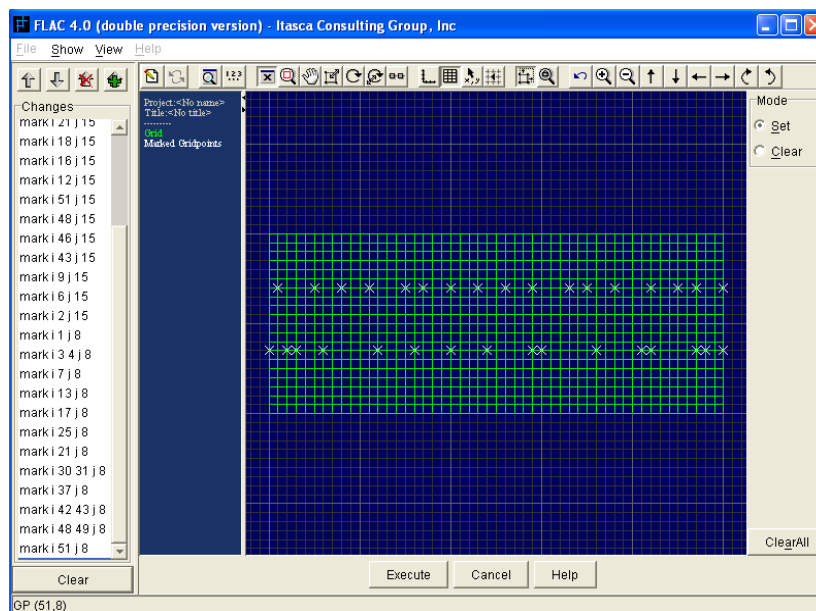 FLAC 4.0 (double precision version) - Itasca Consulting Group, Inc
File Show View Help
Changes
mark i 21 j 15
mark i 18 j 15
mark i 16 j 15
mark i 12 j 15
mark i 51 j 15
mark i 48 j 15
mark i 46 j 15
mark i 43 j 15
mark i 9 j 15
mark i 6 j 15
mark i 2 j 15
mark i 1 j 8
mark i 3 4 j 8
mark i 7 j 8
mark i 13 j 8
mark i 17 j 8
mark i 25 j 8
mark i 21 j 8
mark i 30 31 j 8
mark i 37 j 8
mark i 42 43 j 8
mark i 48 49 j 8
mark i 51 j 8
Clear
1 2 3
Project:<No name>
Title:<No title>
---------
Grid
Marked Gridpoints
Mode
Set
Clear
ClearAll
Execute Cancel Help
GP (51,8)